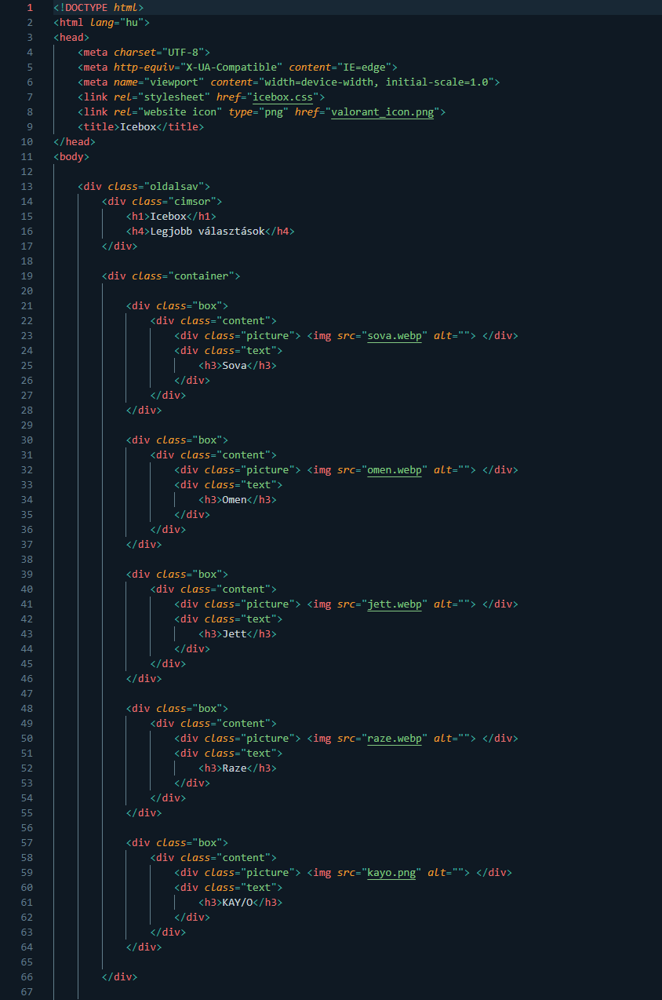 1 <!DOCTYPE html>
2 <html lang="hu">
3 <head>
4     <meta charset="UTF-8">
5     <meta http-equiv="X-UA-Compatible" content="IE=edge">
6     <meta name="viewport" content="width=device-width, initial-scale=1.0">
7     <link rel="stylesheet" href="icebox.css">
8     <link rel="website icon" type="png" href="valorant_icon.png">
9     <title>Icebox</title>
10 </head>
11 <body>
12
13     <div class="oldalsav">
14         <div class="cimsor">
15             <h1>Icebox</h1>
16             <h4>Legjobb választások</h4>
17         </div>
18
19         <div class="container">
20
21             <div class="box">
22                 <div class="content">
23                     <div class="picture"> <img src="sova.webp" alt=""> </div>
24                     <div class="text">
25                         <h3>Sova</h3>
26                     </div>
27                 </div>
28             </div>
29
30             <div class="box">
31                 <div class="content">
32                     <div class="picture"> <img src="omen.webp" alt=""> </div>
33                     <div class="text">
34                         <h3>Omen</h3>
35                     </div>
36                 </div>
37             </div>
38
39             <div class="box">
40                 <div class="content">
41                     <div class="picture"> <img src="jett.webp" alt=""> </div>
42                     <div class="text">
43                         <h3>Jett</h3>
44                     </div>
45                 </div>
46             </div>
47
48             <div class="box">
49                 <div class="content">
50                     <div class="picture"> <img src="raze.webp" alt=""> </div>
51                     <div class="text">
52                         <h3>Raze</h3>
53                     </div>
54                 </div>
55             </div>
56
57             <div class="box">
58                 <div class="content">
59                     <div class="picture"> <img src="kayo.png" alt=""> </div>
60                     <div class="text">
61                         <h3>KAY/O</h3>
62                     </div>
63                 </div>
64             </div>
65
66         </div>
67